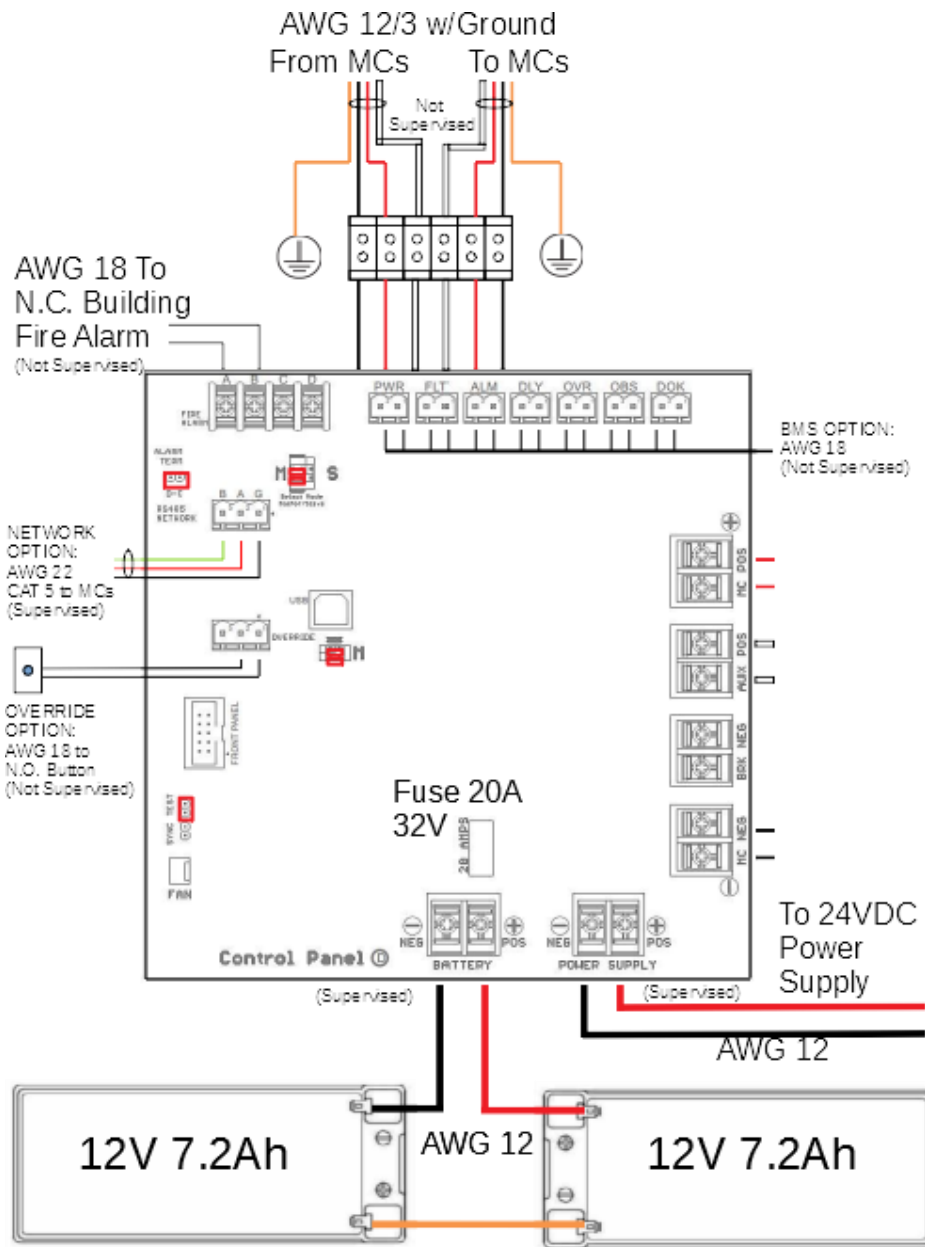 AWG 12/3 w/Ground
From MCs
To MCs
Not
Supervised
AWG 18 To
N.C. Building
Fire Alarm
(Not Supervised)
A B C D
FIRE
ALARM
PWR FLT ALM DLY OVR OBS DOK
BMS OPTION:
AWG 18
(Not Supervised)
ALARM
TERM
D-C
M S
B A G
RS485
NETWORK
NETWORK
OPTION:
AWG 22
CAT 5 to MCs
(Supervised)
USB
OVERRIDE
M
MC POS
AUX POS
BRK NEG
MC NEG
OVERRIDE
OPTION:
AWG 18 to
N.O. Button
(Not Supervised)
FRONT PANEL
SYNC TEST
FAN
Fuse 20A
32V
20 AMPS
NEG POS
BATTERY
NEG POS
POWER SUPPLY
Control Panel
To 24VDC
Power
Supply
(Supervised)
(Supervised)
AWG 12
12V 7.2Ah
AWG 12
12V 7.2Ah